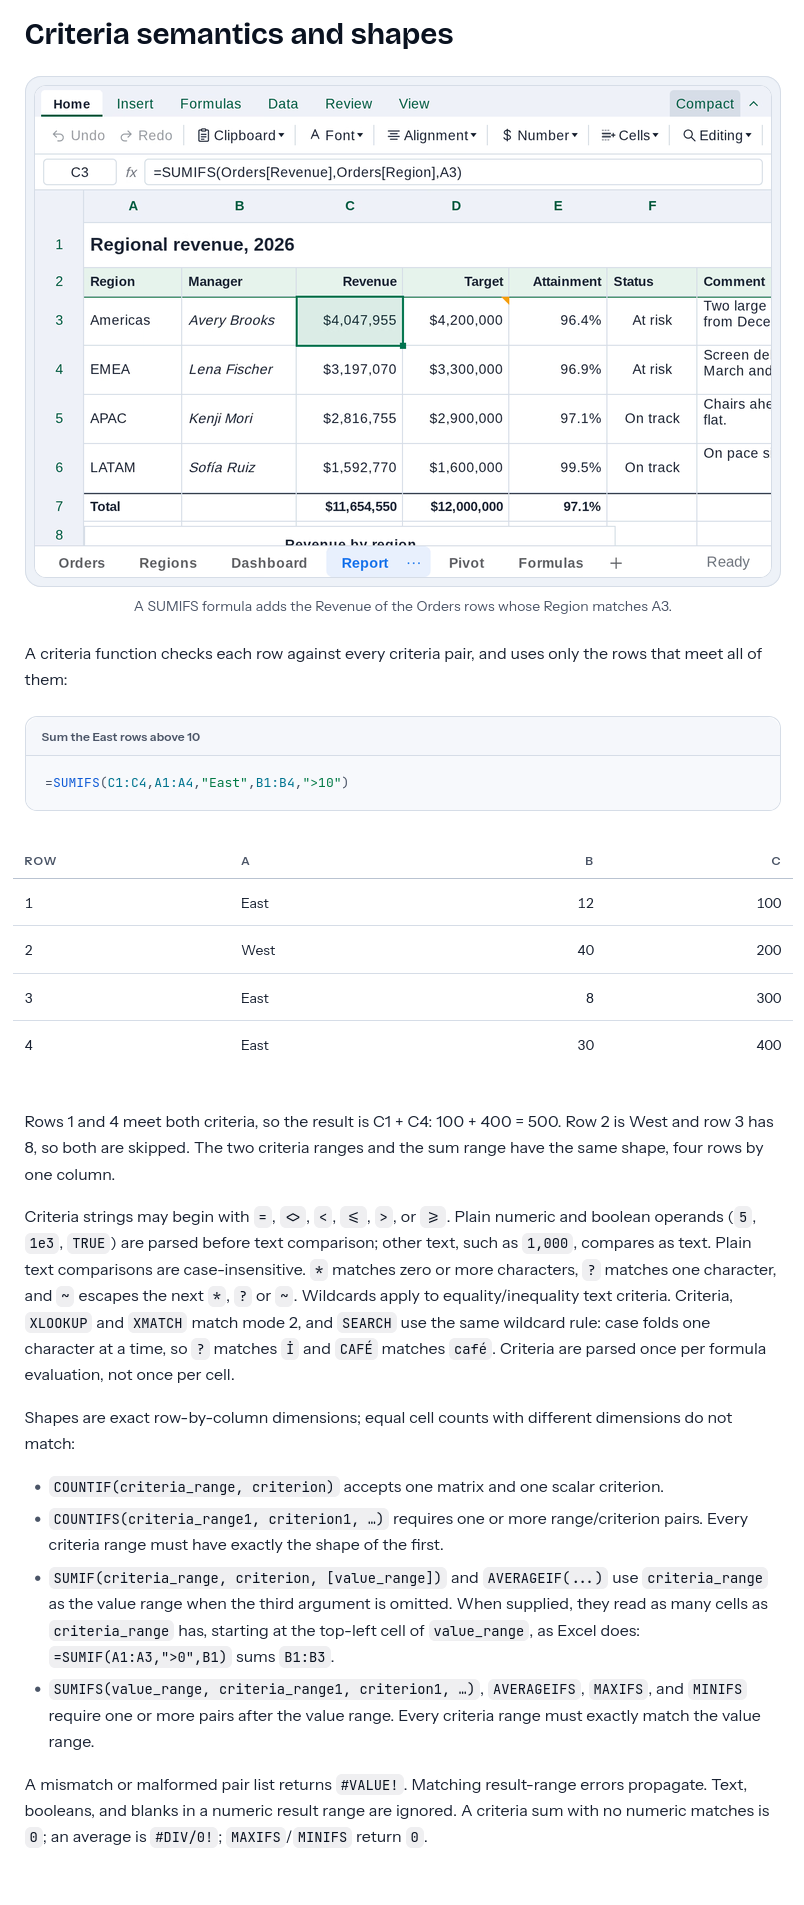 Criteria semantics and shapes
Home Insert Formulas Data Review View Compact
Undo Redo Clipboard Font Alignment $ Number Cells Editing
C3 fx =SUMIFS(Orders[Revenue],Orders[Region],A3)
A B C D E F
1 Regional revenue, 2026
2 Region Manager Revenue Target Attainment Status Comment
3 Americas Avery Brooks $4,047,955 $4,200,000 96.4% At risk Two large
from Dece
4 EMEA Lena Fischer $3,197,070 $3,300,000 96.9% At risk Screen de
March and
5 APAC Kenji Mori $2,816,755 $2,900,000 97.1% On track Chairs ahe
flat.
6 LATAM Sofía Ruiz $1,592,770 $1,600,000 99.5% On track On pace s
7 Total $11,654,550 $12,000,000 97.1%
8 Revenue by region
Orders Regions Dashboard Report ··· Pivot Formulas + Ready
A SUMIFS formula adds the Revenue of the Orders rows whose Region matches A3.
A criteria function checks each row against every criteria pair, and uses only the rows that meet all of
them:
Sum the East rows above 10
=SUMIFS(C1:C4,A1:A4,"East",B1:B4,">10")
ROW A B C
1 East 12 100
2 West 40 200
3 East 8 300
4 East 30 400
Rows 1 and 4 meet both criteria, so the result is C1 + C4: 100 + 400 = 500. Row 2 is West and row 3 has
8, so both are skipped. The two criteria ranges and the sum range have the same shape, four rows by
one column.
Criteria strings may begin with =, <>, <, <=, >, or >=. Plain numeric and boolean operands (5,
1e3, TRUE) are parsed before text comparison; other text, such as 1,000, compares as text. Plain
text comparisons are case-insensitive. * matches zero or more characters, ? matches one character,
and ~ escapes the next *, ? or ~. Wildcards apply to equality/inequality text criteria. Criteria,
XLOOKUP and XMATCH match mode 2, and SEARCH use the same wildcard rule: case folds one
character at a time, so ? matches İ and CAFÉ matches café. Criteria are parsed once per formula
evaluation, not once per cell.
Shapes are exact row-by-column dimensions; equal cell counts with different dimensions do not
match:
• COUNTIF(criteria_range, criterion) accepts one matrix and one scalar criterion.
• COUNTIFS(criteria_range1, criterion1, …) requires one or more range/criterion pairs. Every
criteria range must have exactly the shape of the first.
• SUMIF(criteria_range, criterion, [value_range]) and AVERAGEIF(...) use criteria_range
as the value range when the third argument is omitted. When supplied, they read as many cells as
criteria_range has, starting at the top-left cell of value_range, as Excel does:
=SUMIF(A1:A3,">0",B1) sums B1:B3.
• SUMIFS(value_range, criteria_range1, criterion1, …), AVERAGEIFS, MAXIFS, and MINIFS
require one or more pairs after the value range. Every criteria range must exactly match the value
range.
A mismatch or malformed pair list returns #VALUE!. Matching result-range errors propagate. Text,
booleans, and blanks in a numeric result range are ignored. A criteria sum with no numeric matches is
0; an average is #DIV/0!; MAXIFS/MINIFS return 0.